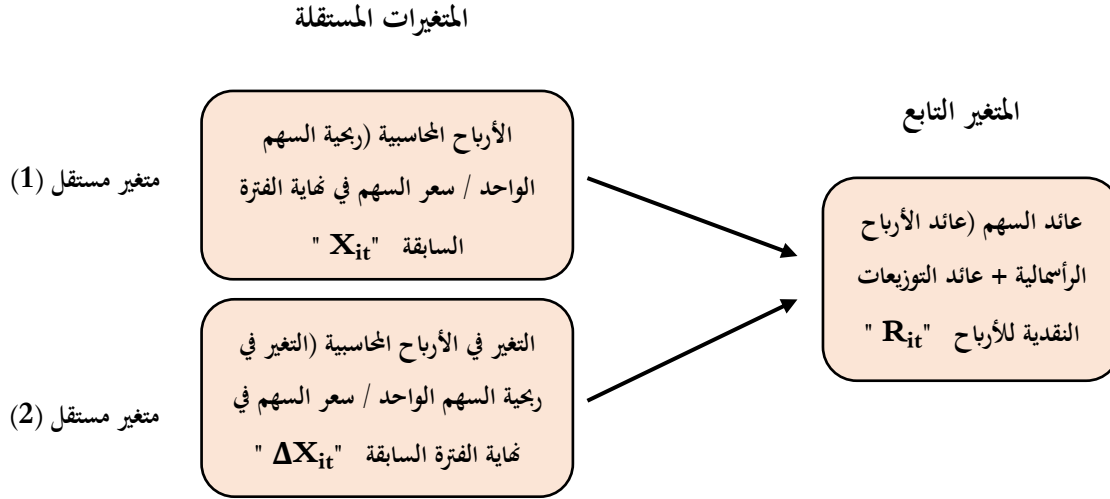 المتغيرات المستقلة
متغير مستقل (1)
الأرباح المحاسبية (ربحية السهم
الواحد / سعر السهم في نهاية الفترة
السابقة "Xit "
متغير مستقل (2)
التغير في الأرباح المحاسبية (التغير في
ربحية السهم الواحد / سعر السهم في
نهاية الفترة السابقة "ΔXit "
المتغير التابع
عائد السهم (عائد الأرباح
الرأسمالية + عائد التوزيعات
النقدية للأرباح "Rit "